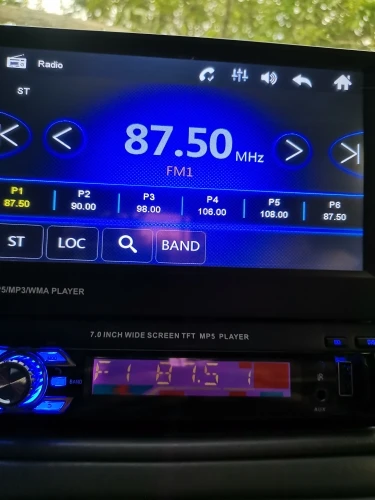 Radio
ST
87.50 MHz
FM1
P1 P2 P3 P4 P5 P6
87.50 90.00 98.00 106.00 108.00 87.50
ST LOC BAND
5/MP3/WMA PLAYER
7.0 INCH WIDE SCREEN TFT MP5 PLAYER
BAND
F1 87.5 1